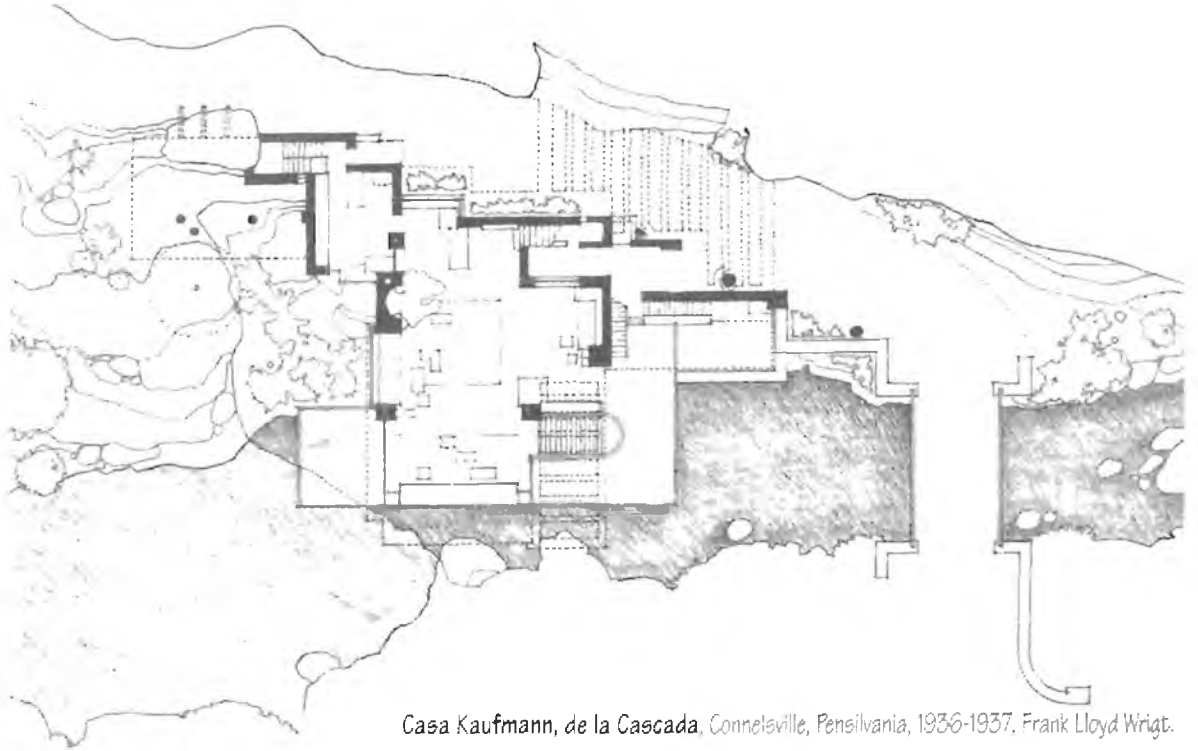 Casa Kaufmann, de la Cascada, Connelsville, Pensilvania, 1936-1937. Frank Lloyd Wrigt.